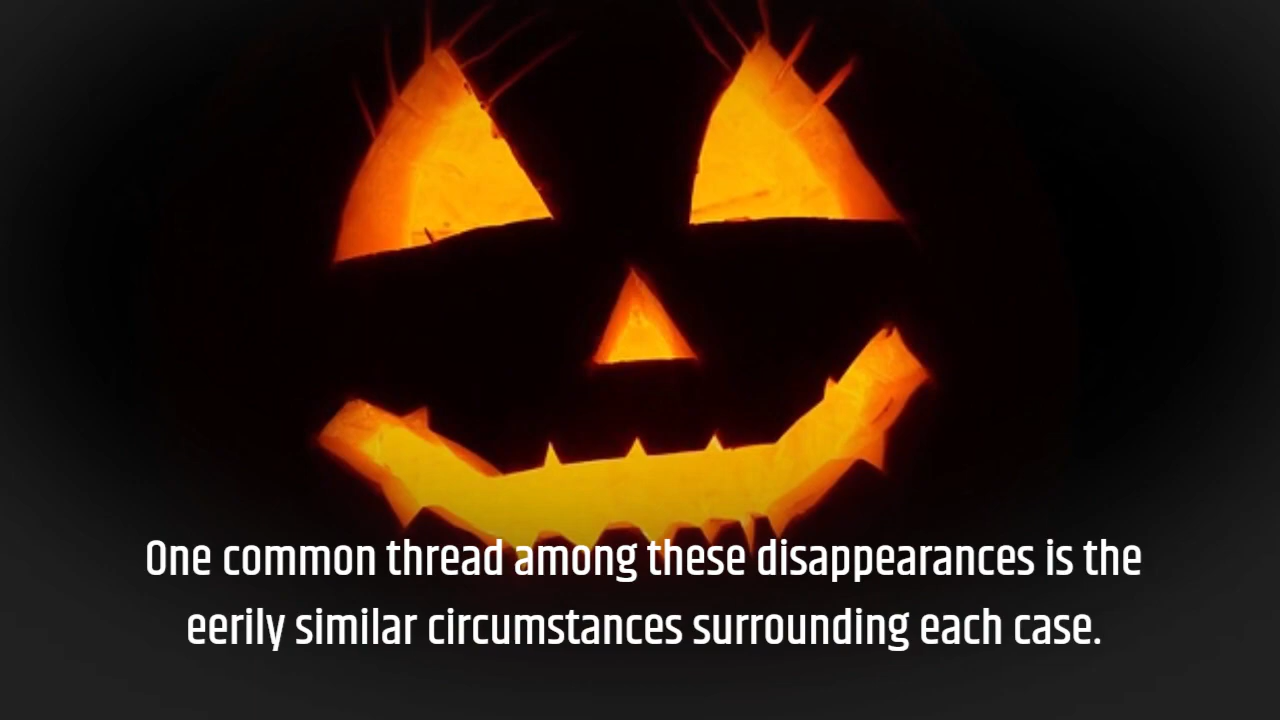 One common thread among these disappearances is the
eerily similar circumstances surrounding each case.